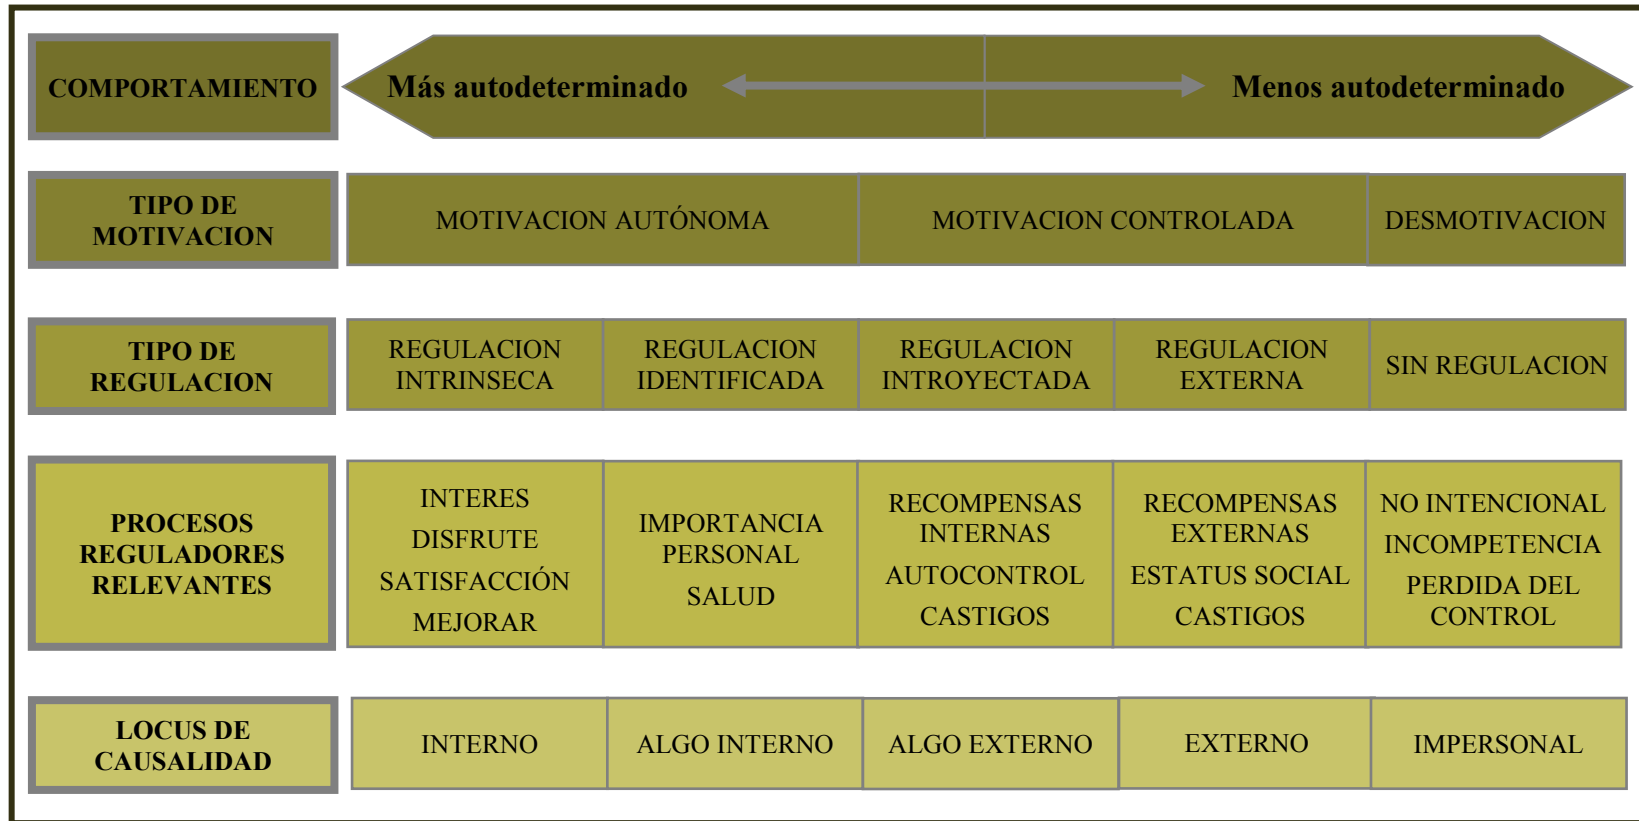 COMPORTAMIENTO
Más autodeterminado
Menos autodeterminado
TIPO DE
MOTIVACION
MOTIVACION AUTÓNOMA
MOTIVACION CONTROLADA
DESMOTIVACION
TIPO DE
REGULACION
REGULACION
INTRINSECA
REGULACION
IDENTIFICADA
REGULACION
INTROYECTADA
REGULACION
EXTERNA
SIN REGULACION
PROCESOS
REGULADORES
RELEVANTES
INTERES
DISFRUTE
SATISFACCIÓN
MEJORAR
IMPORTANCIA
PERSONAL
SALUD
RECOMPENSAS
INTERNAS
AUTOCONTROL
CASTIGOS
RECOMPENSAS
EXTERNAS
ESTATUS SOCIAL
CASTIGOS
NO INTENCIONAL
INCOMPETENCIA
PERDIDA DEL
CONTROL
LOCUS DE
CAUSALIDAD
INTERNO
ALGO INTERNO
ALGO EXTERNO
EXTERNO
IMPERSONAL